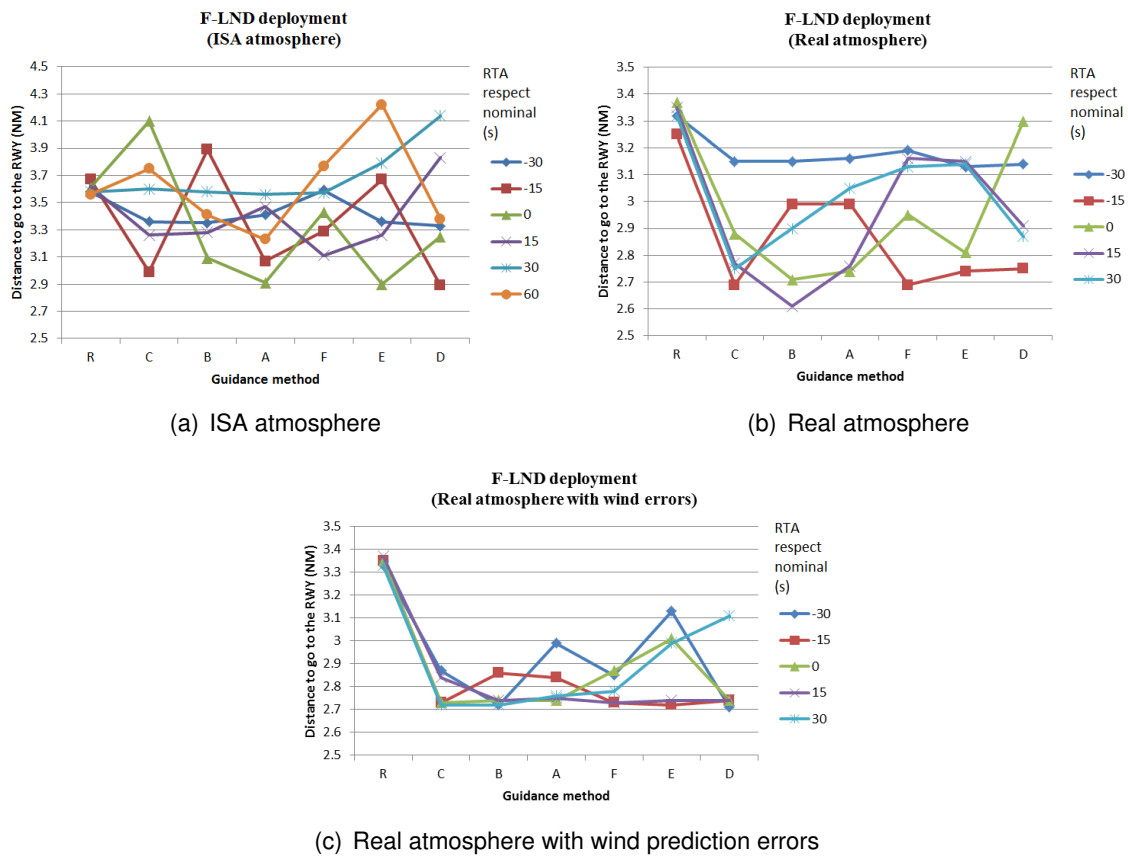 F-LND deployment
(ISA atmosphere)
Distance to go to the RWY (NM)
4.5
4.3
4.1
3.9
3.7
3.5
3.3
3.1
2.9
2.7
2.5
R C B A F E D
Guidance method
RTA
respect
nominal
(s)
-30
-15
0
15
30
60
(a) ISA atmosphere
F-LND deployment
(Real atmosphere)
Distance to go to the RWY (NM)
3.5
3.4
3.3
3.2
3.1
3
2.9
2.8
2.7
2.6
2.5
R C B A F E D
Guidance method
RTA
respect
nominal
(s)
-30
-15
0
15
30
(b) Real atmosphere
F-LND deployment
(Real atmosphere with wind errors)
Distance to go to the RWY (NM)
3.5
3.4
3.3
3.2
3.1
3
2.9
2.8
2.7
2.6
2.5
R C B A F E D
Guidance method
RTA
respect
nominal
(s)
-30
-15
0
15
30
(c) Real atmosphere with wind prediction errors